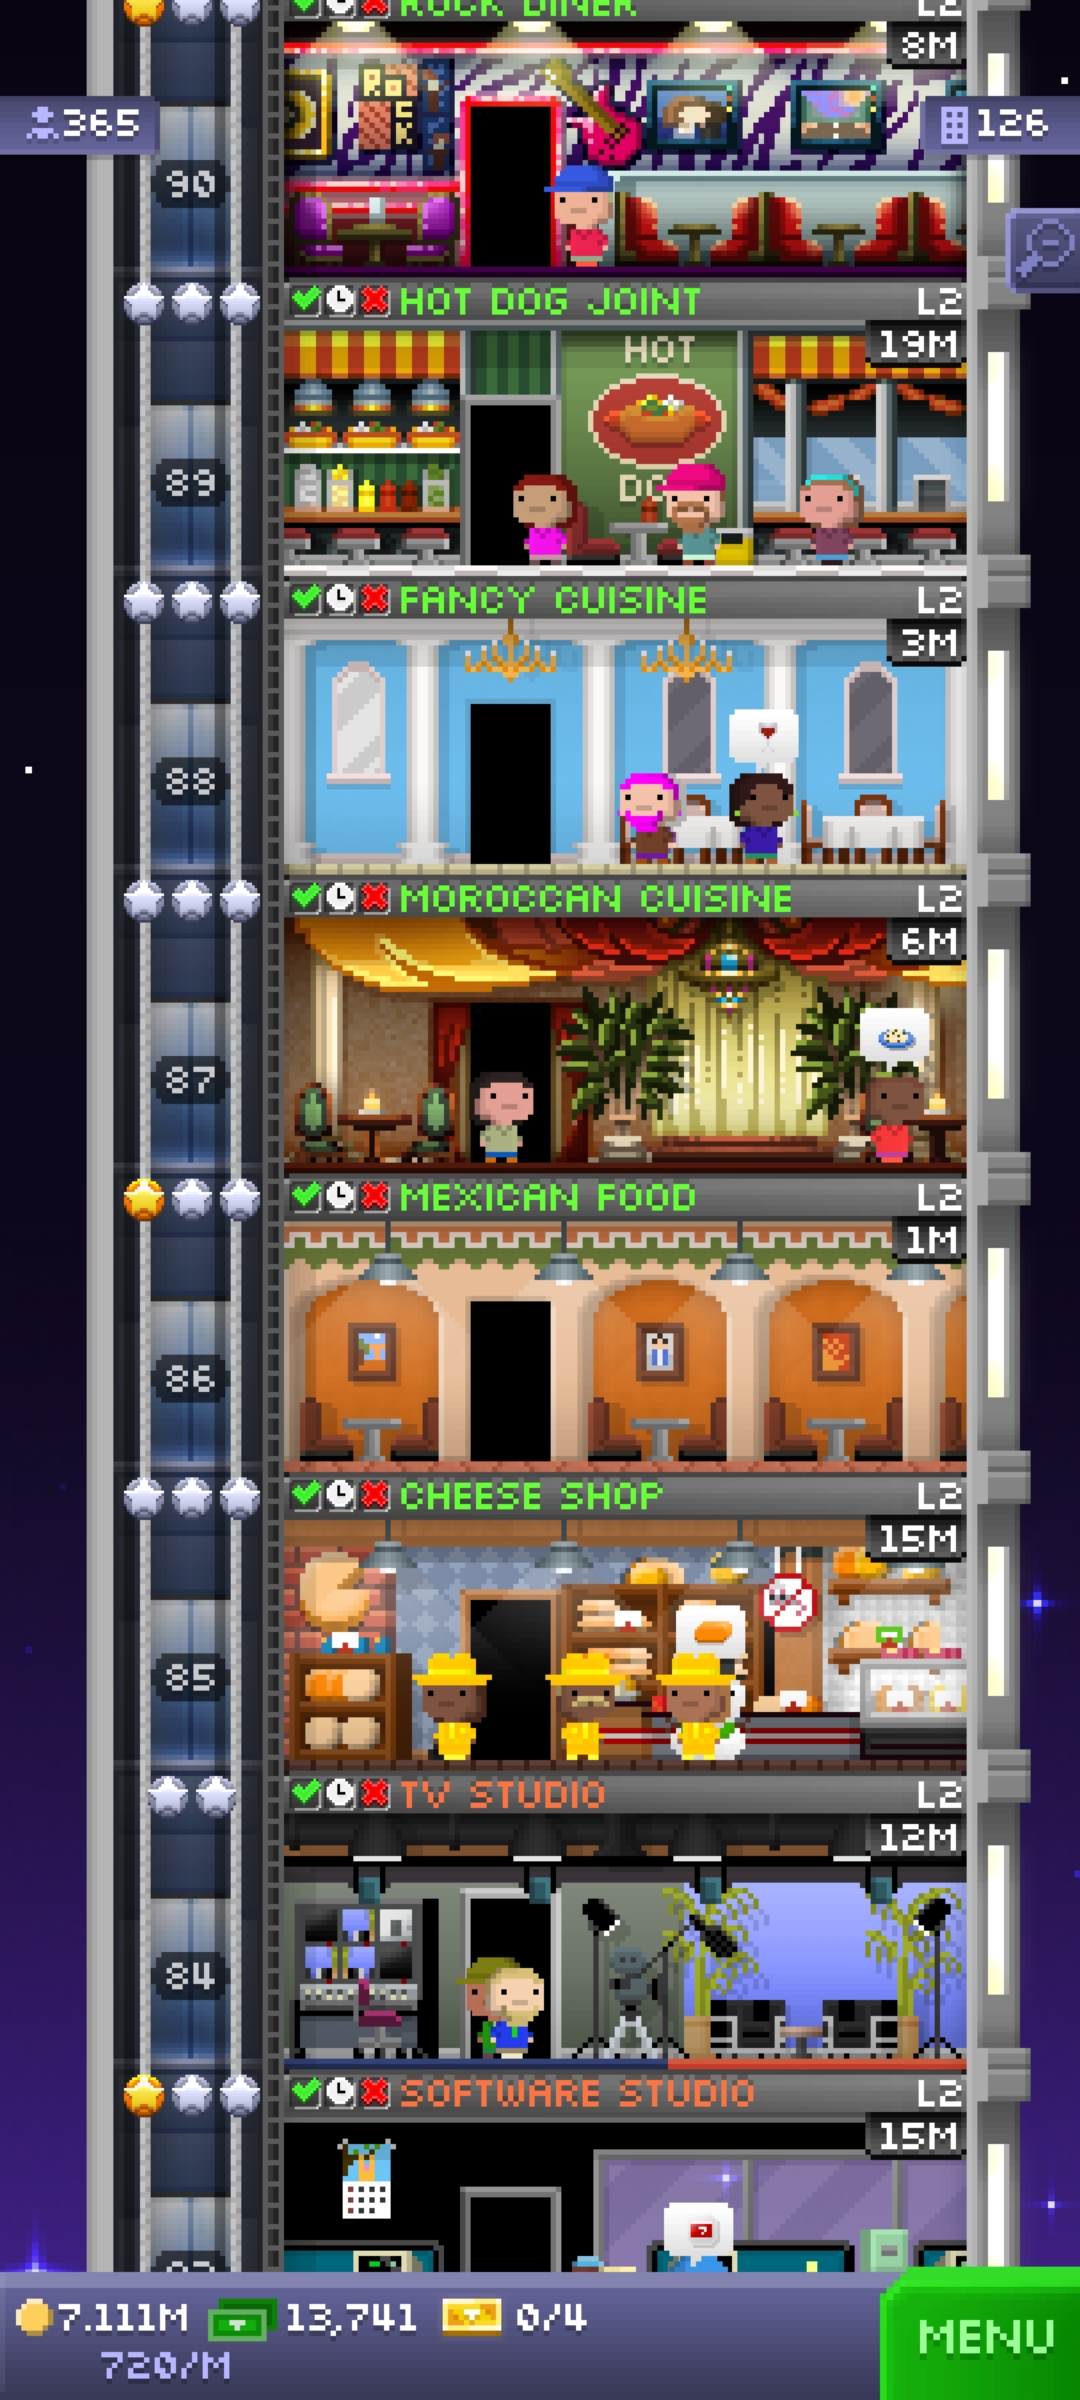 ROCK DINER L2
8M
365
126
ROCK
90
HOT DOG JOINT L2
19M
HOT
89
FANCY CUISINE L2
3M
88
MOROCCAN CUISINE L2
6M
87
MEXICAN FOOD L2
1M
86
CHEESE SHOP L2
15M
85
TV STUDIO L2
12M
84
SOFTWARE STUDIO L2
15M
?
7.111M 13,741 0/4
720/M
MENU